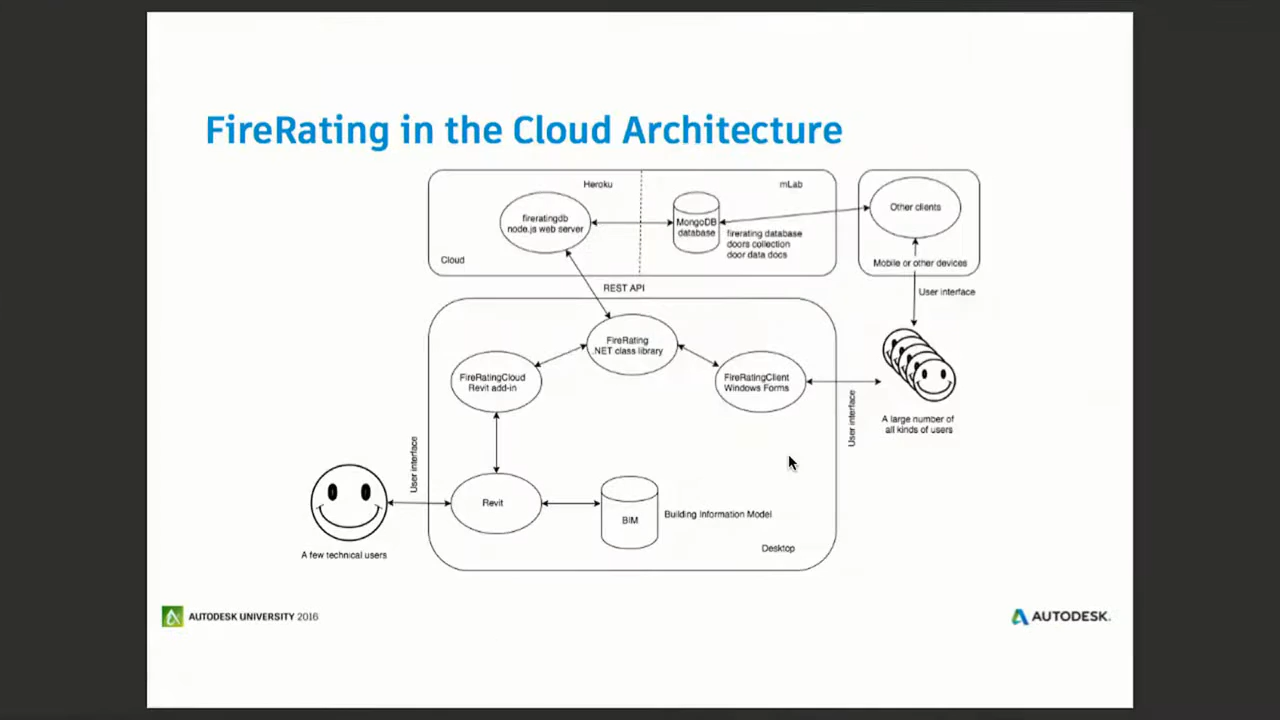 FireRating in the Cloud Architecture
Heroku
mLab
fireratingdb
node.js web server
MongoDB
database
firerating database
doors collection
door data docs
Cloud
Other clients
Mobile or other devices
REST API
User interface
FireRating
.NET class library
FireRatingCloud
Revit add-in
FireRatingClient
Windows Forms
User interface
A large number of
all kinds of users
User interface
Revit
BIM
Building Information Model
Desktop
A few technical users
AUTODESK UNIVERSITY 2016
AUTODESK.